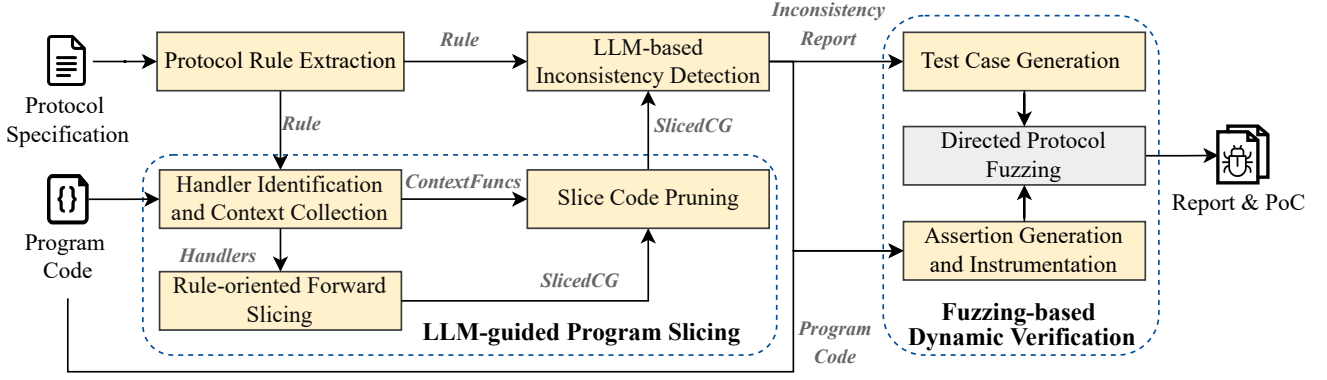 Protocol
Specification
Program
Code
Protocol Rule Extraction
Rule
Rule
LLM-based
Inconsistency Detection
SlicedCG
Handler Identification
and Context Collection
ContextFuncs
Slice Code Pruning
Handlers
Rule-oriented Forward
Slicing
SlicedCG
LLM-guided Program Slicing
Inconsistency
Report
Program
Code
Test Case Generation
Directed Protocol
Fuzzing
Assertion Generation
and Instrumentation
Fuzzing-based
Dynamic Verification
Report & PoC